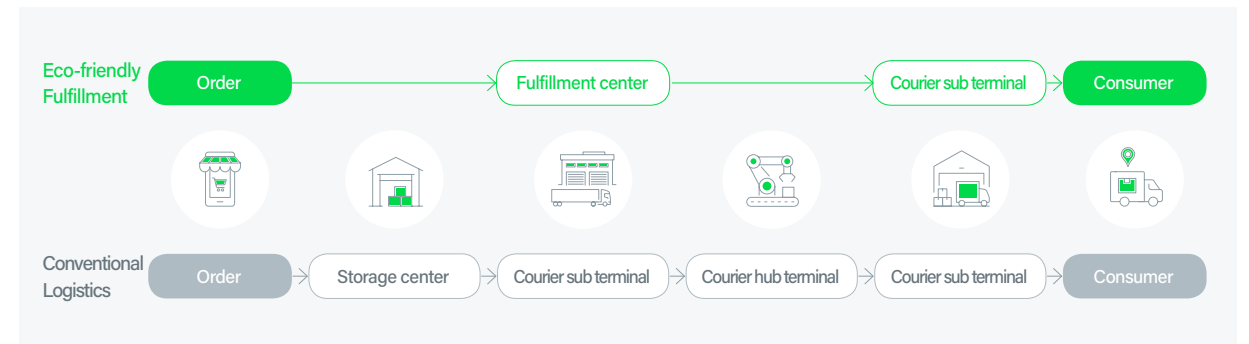 Eco-friendly
Fulfillment
Order
Fulfillment center
Courier sub terminal
Consumer
Conventional
Logistics
Order
Storage center
Courier sub terminal
Courier hub terminal
Courier sub terminal
Consumer